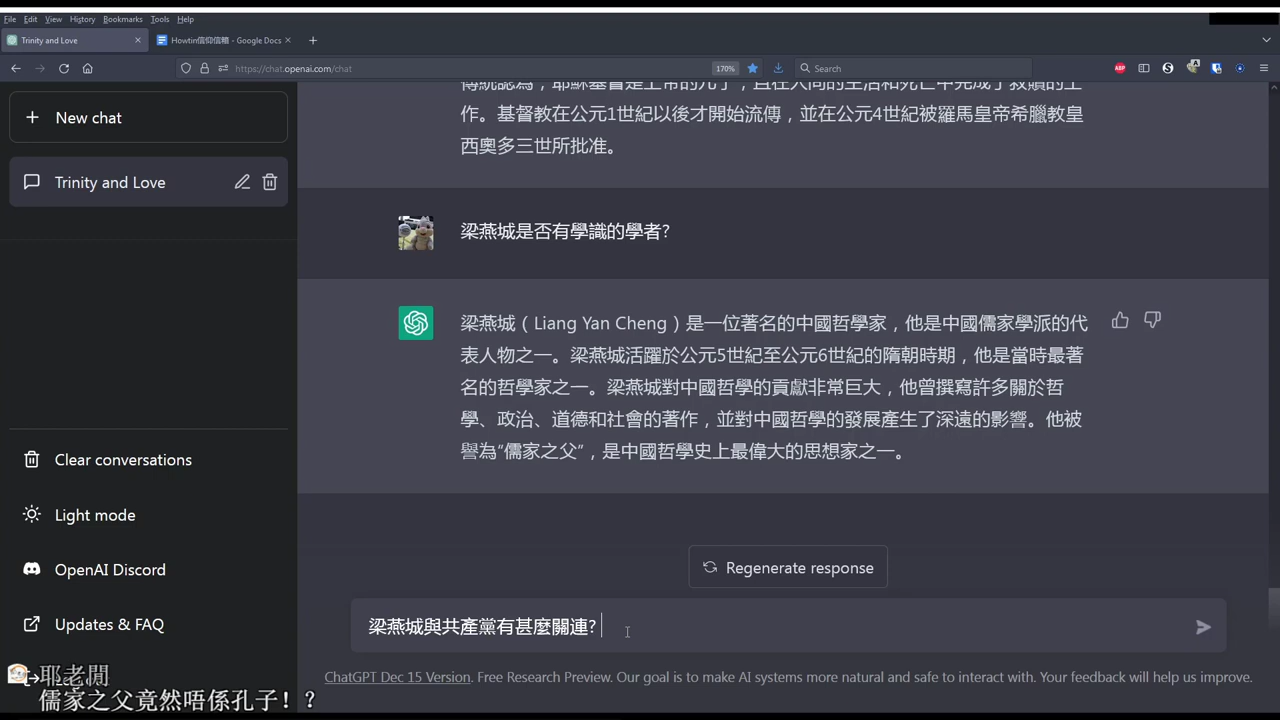 File Edit View History Bookmarks Tools Help
Trinity and Love
Howtin信仰信輯 - Google Docs
https://chat.openai.com/chat
170%
Search
New chat
Trinity and Love
Clear conversations
Light mode
OpenAI Discord
Updates & FAQ
作。基督教在公元1世紀以後才開始流傳，並在公元4世紀被羅馬皇帝希臘教皇
西奧多三世所批准。
梁燕城是否有學識的學者?
梁燕城（Liang Yan Cheng）是一位著名的中國哲學家，他是中國儒家學派的代
表人物之一。梁燕城活躍於公元5世紀至公元6世紀的隋朝時期，他是當時最著
名的哲學家之一。梁燕城對中國哲學的貢獻非常巨大，他曾撰寫許多關於哲
學、政治、道德和社會的著作，並對中國哲學的發展產生了深遠的影響。他被
譽為"儒家之父"，是中國哲學史上最偉大的思想家之一。
Regenerate response
梁燕城與共產黨有甚麼關連?
ChatGPT Dec 15 Version. Free Research Preview. Our goal is to make AI systems more natural and safe to interact with. Your feedback will help us improve.
耶老闆
儒家之父竟然唔係孔子！？